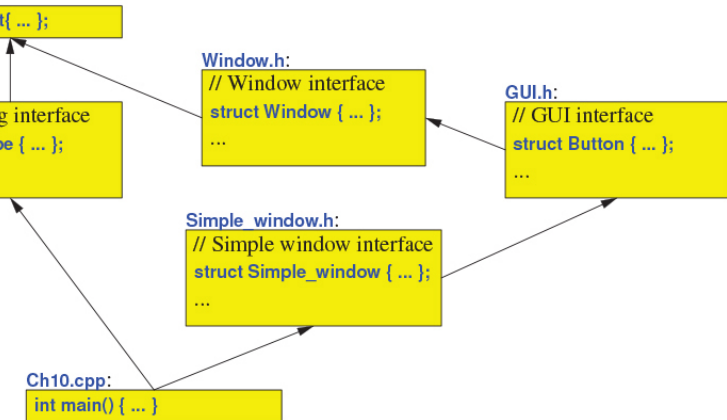 t{ ... };
Window.h:
// Window interface
struct Window { ... };
...
GUI.h:
// GUI interface
struct Button { ... };
...
g interface
pe { ... };
Simple_window.h:
// Simple window interface
struct Simple_window { ... };
...
Ch10.cpp:
int main() { ... }